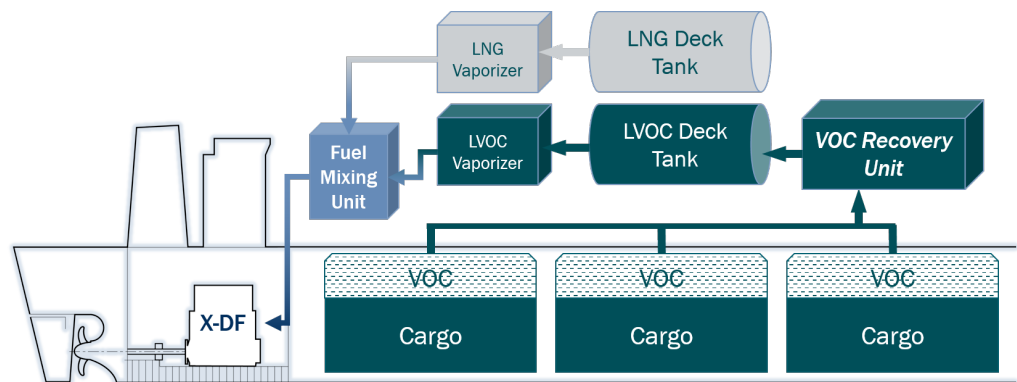 LNG
Vaporizer
LNG Deck
Tank
Fuel
Mixing
Unit
LVOC
Vaporizer
LVOC Deck
Tank
VOC Recovery
Unit
X-DF
VOC
Cargo
VOC
Cargo
VOC
Cargo